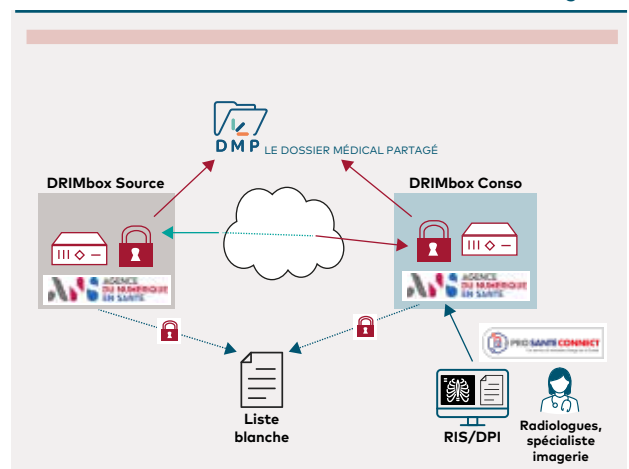 DMP LE DOSSIER MÉDICAL PARTAGÉ
DRIMbox Source
DRIMbox Conso
AGENCE
DU NUMÉRIQUE
EN SANTÉ
AGENCE
DU NUMÉRIQUE
EN SANTÉ
PRO SANTÉ CONNECT
Liste
blanche
RIS/DPI
Radiologues,
spécialiste
imagerie